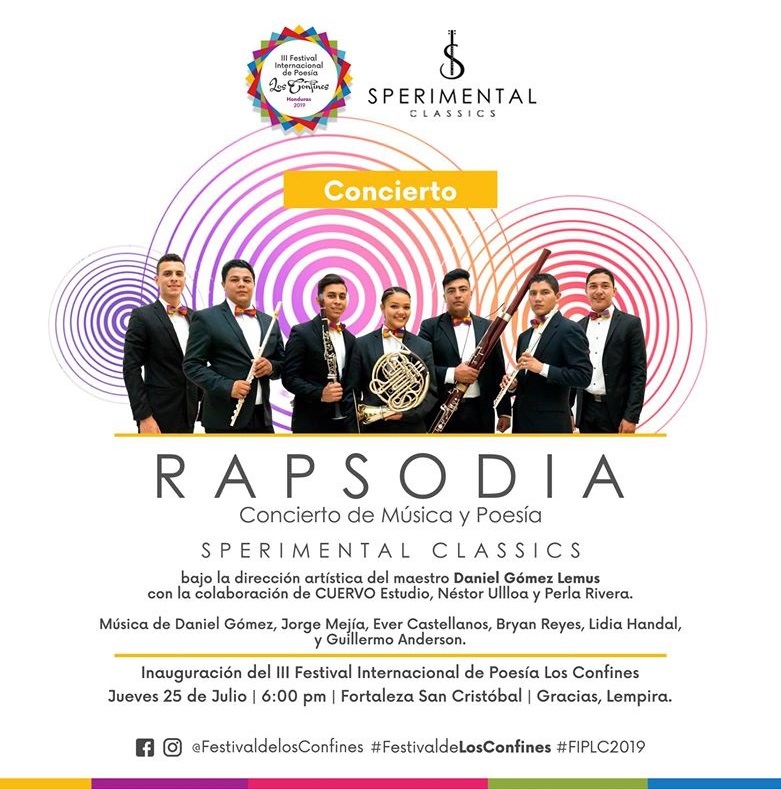 III Festival
Internacional
de Poesía
Los Confines
Honduras
2019
SPERIMENTAL
CLASSICS
Concierto
RAPSODIA
Concierto de Música y Poesía
SPERIMENTAL CLASSICS
bajo la dirección artística del maestro Daniel Gómez Lemus
con la colaboración de CUERVO Estudio, Néstor Ullloa y Perla Rivera.
Música de Daniel Gómez, Jorge Mejía, Ever Castellanos, Bryan Reyes, Lidia Handal,
y Guillermo Anderson.
Inauguración del III Festival Internacional de Poesía Los Confines
Jueves 25 de Julio | 6:00 pm | Fortaleza San Cristóbal | Gracias, Lempira.
@FestivaldelosConfines #FestivaldeLosConfines #FIPLC2019